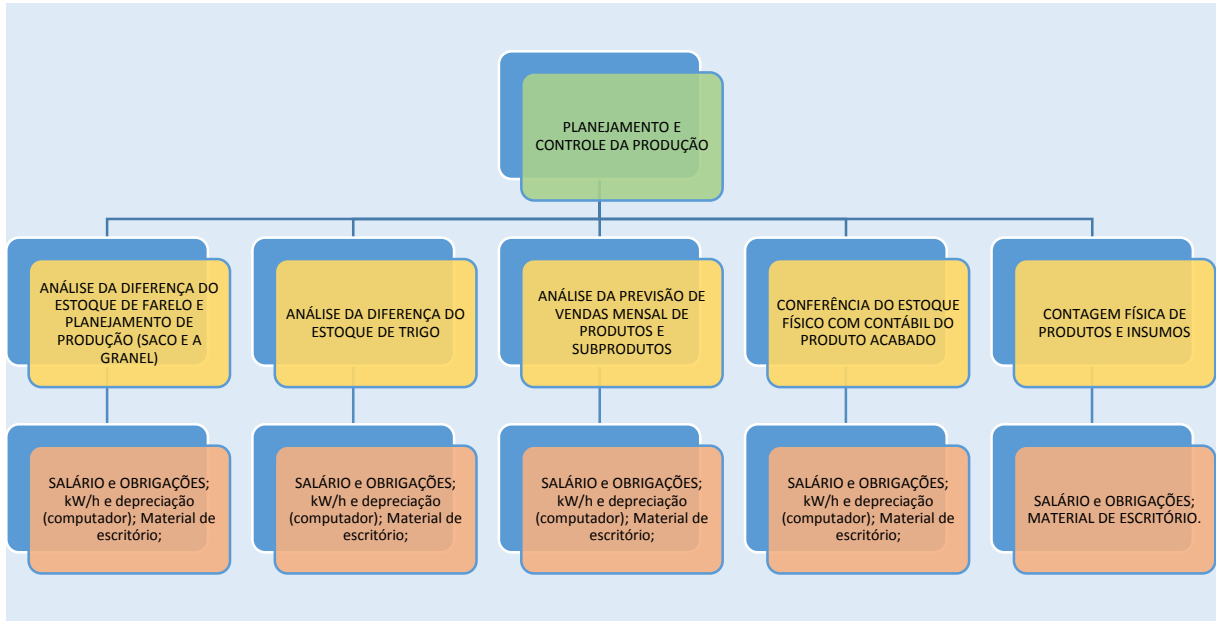 PLANEJAMENTO E
CONTROLE DA PRODUÇÃO
ANÁLISE DA DIFERENÇA DO
ESTOQUE DE FARELO E
PLANEJAMENTO DE
PRODUÇÃO (SACO E A
GRANEL)
ANÁLISE DA DIFERENÇA DO
ESTOQUE DE TRIGO
ANÁLISE DA PREVISÃO DE
VENDAS MENSAL DE
PRODUTOS E
SUBPRODUTOS
CONFERÊNCIA DO ESTOQUE
FÍSICO COM CONTÁBIL DO
PRODUTO ACABADO
CONTAGEM FÍSICA DE
PRODUTOS E INSUMOS
SALÁRIO e OBRIGAÇÕES;
kW/h e depreciação
(computador); Material de
escritório;
SALÁRIO e OBRIGAÇÕES;
kW/h e depreciação
(computador); Material de
escritório;
SALÁRIO e OBRIGAÇÕES;
kW/h e depreciação
(computador); Material de
escritório;
SALÁRIO e OBRIGAÇÕES;
kW/h e depreciação
(computador); Material de
escritório;
SALÁRIO e OBRIGAÇÕES;
MATERIAL DE ESCRITÓRIO.